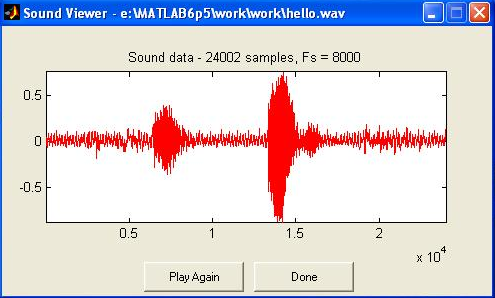 Sound Viewer - e:\MATLAB6p5\work\work\hello.wav
Sound data - 24002 samples, Fs = 8000
0.5
0
-0.5
0.5 1 1.5 2
x 10^4
Play Again Done